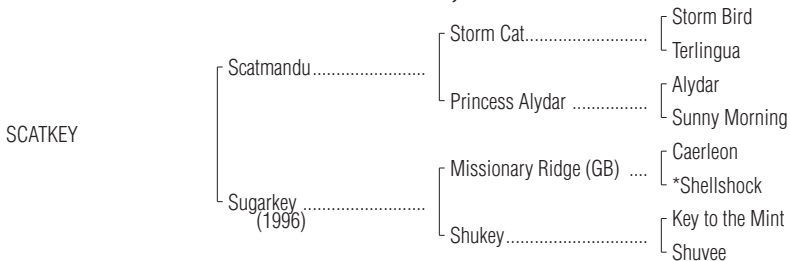 Storm Bird
Storm Cat..........................
Terlingua
Scatmandu........................
Alydar
Princess Alydar ................
Sunny Morning
SCATKEY
Caerleon
Missionary Ridge (GB) ....
*Shellshock
Sugarkey ..........................
(1996)
Key to the Mint
Shukey..............................
Shuvee